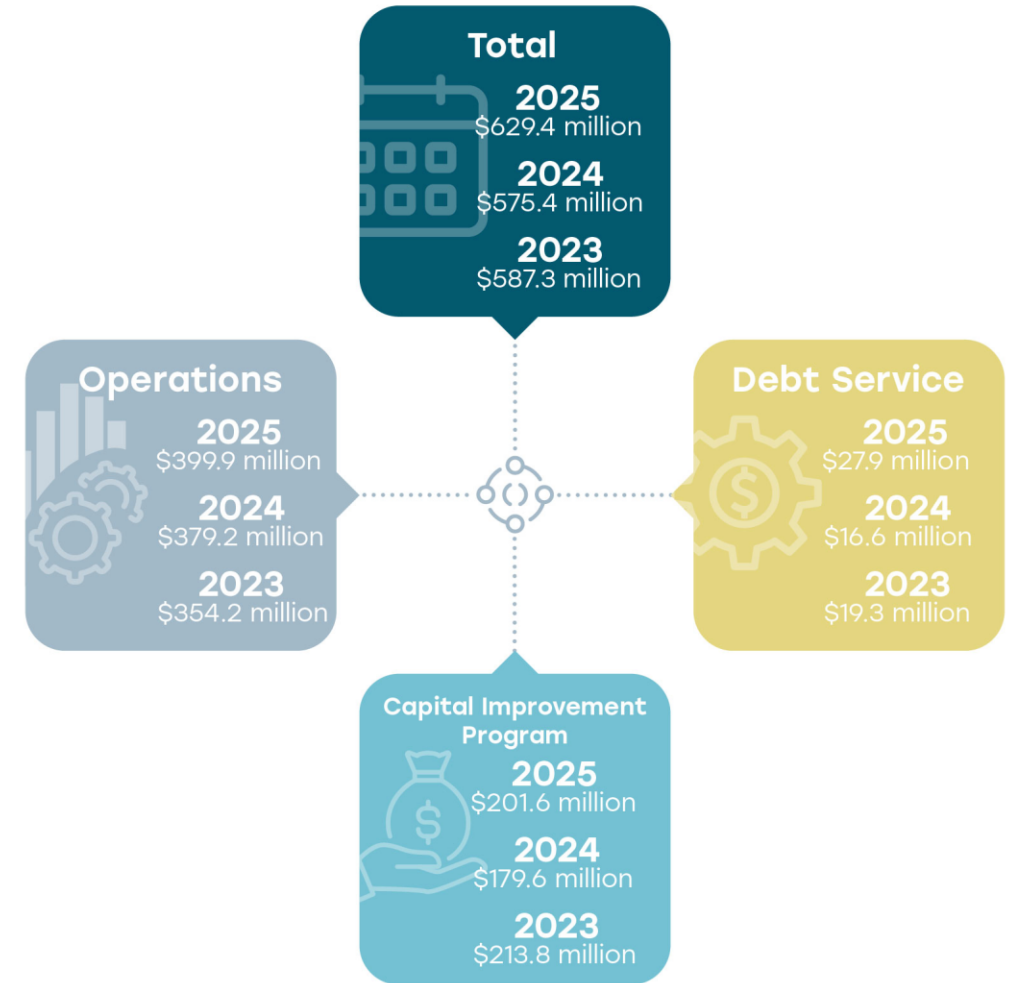 Total
2025
$629.4 million
2024
$575.4 million
2023
$587.3 million
Operations
2025
$399.9 million
2024
$379.2 million
2023
$354.2 million
Debt Service
2025
$27.9 million
2024
$16.6 million
2023
$19.3 million
Capital Improvement
Program
2025
$201.6 million
2024
$179.6 million
2023
$213.8 million